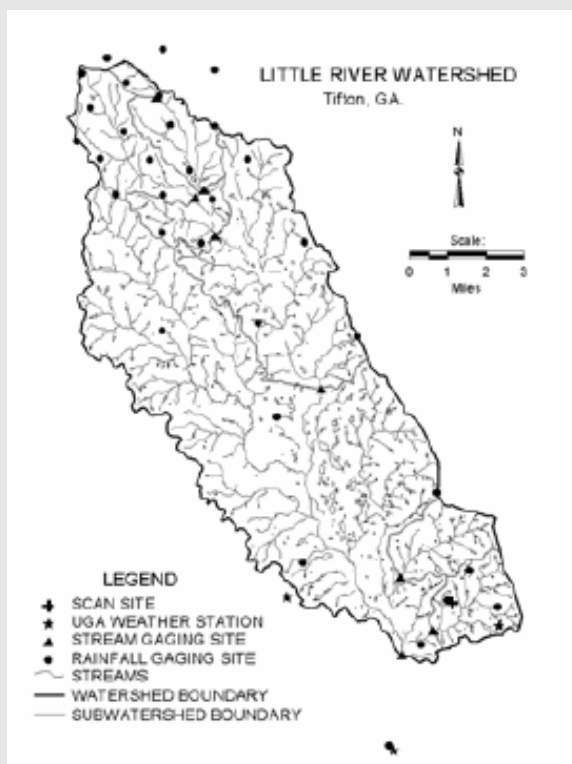 LITTLE RIVER WATERSHED
Tifton, GA.
N
Scale:
0 1 2 3
Miles
LEGEND
SCAN SITE
UGA WEATHER STATION
STREAM GAGING SITE
RAINFALL GAGING SITE
STREAMS
WATERSHED BOUNDARY
SUBWATERSHED BOUNDARY